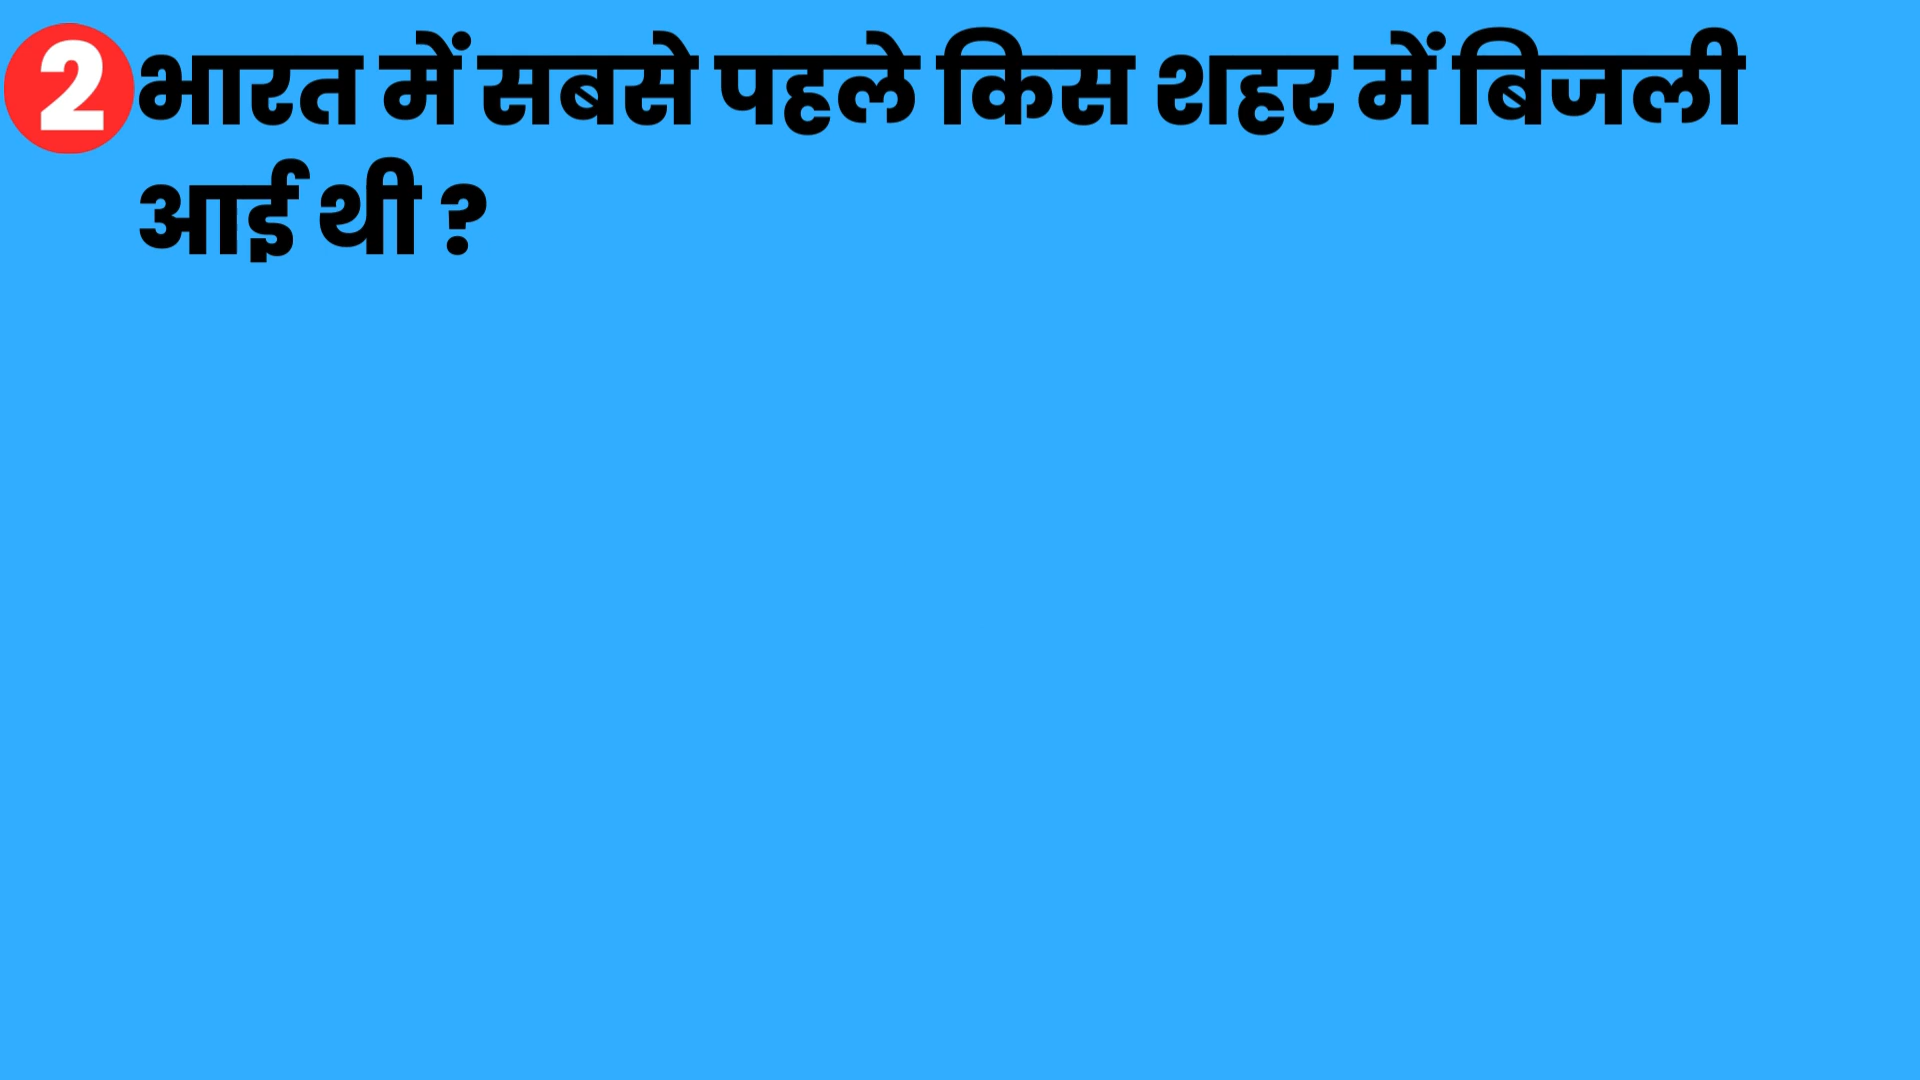 2 भारत में सबसे पहले किस शहर में बिजली
आई थी ?